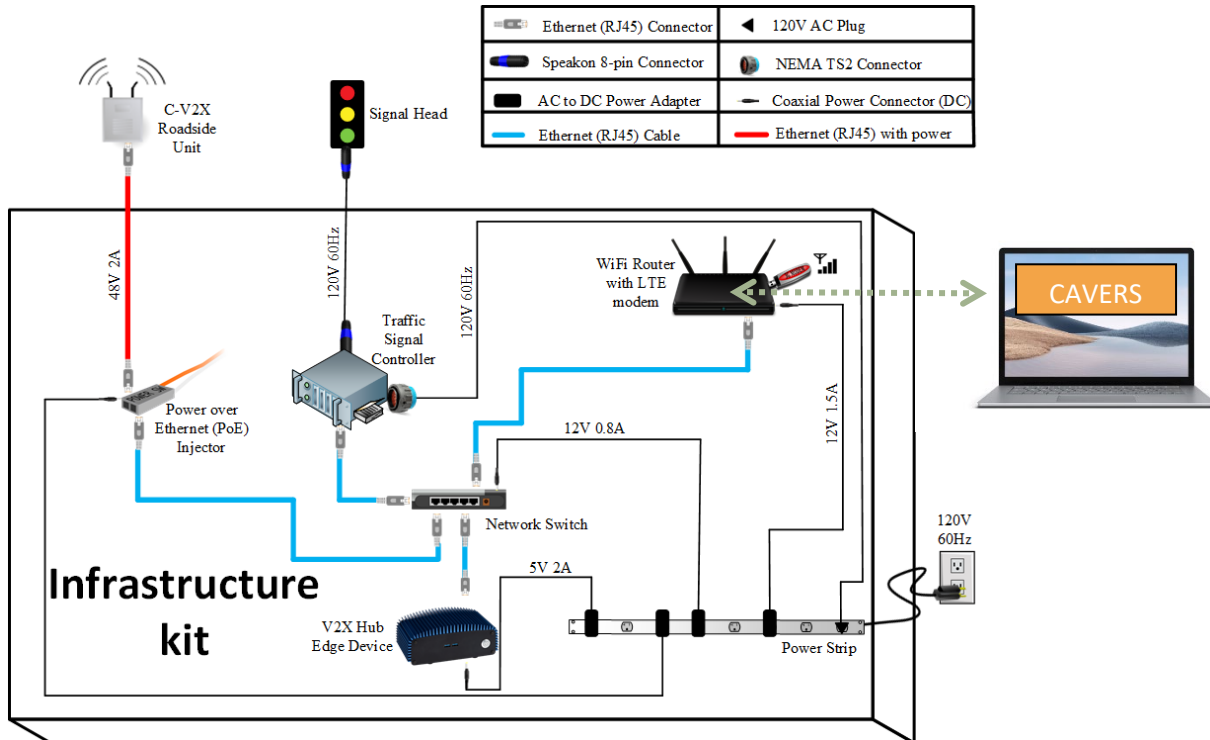 Ethernet (RJ45) Connector
120V AC Plug
Speakon 8-pin Connector
NEMA TS2 Connector
AC to DC Power Adapter
Coaxial Power Connector (DC)
Ethernet (RJ45) Cable
Ethernet (RJ45) with power
C-V2X
Roadside
Unit
Signal Head
48V 2A
120V 60Hz
120V 60Hz
WiFi Router
with LTE
modem
CAVERS
Traffic
Signal
Controller
POWER ON
Power over
Ethernet (PoE)
Injector
12V 0.8A
12V 1.5A
Network Switch
120V
60Hz
5V 2A
Infrastructure
kit
V2X Hub
Edge Device
Power Strip